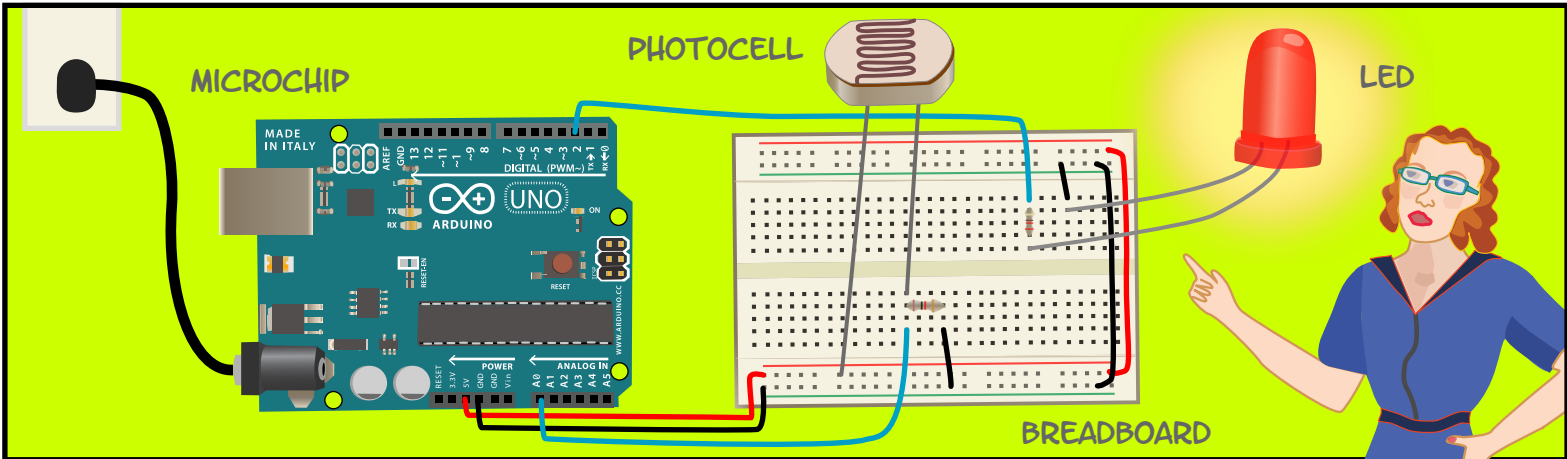 PHOTOCELL
LED
MICROCHIP
MADE
IN ITALY
AREF
GND
13
12
~11
~1
~9
8
7
~6
~5
~4
~3
2
TX→1
RX←0
DIGITAL (PWM~)
L
TX
RX
ARDUINO
UNO
ON
RESET-EN
RESET
ICSP
WWW.ARDUINO.CC
POWER
ANALOG IN
RESET
3.3V
5V
GND
GND
Vin
A0
A1
A2
A3
A4
A5
BREADBOARD